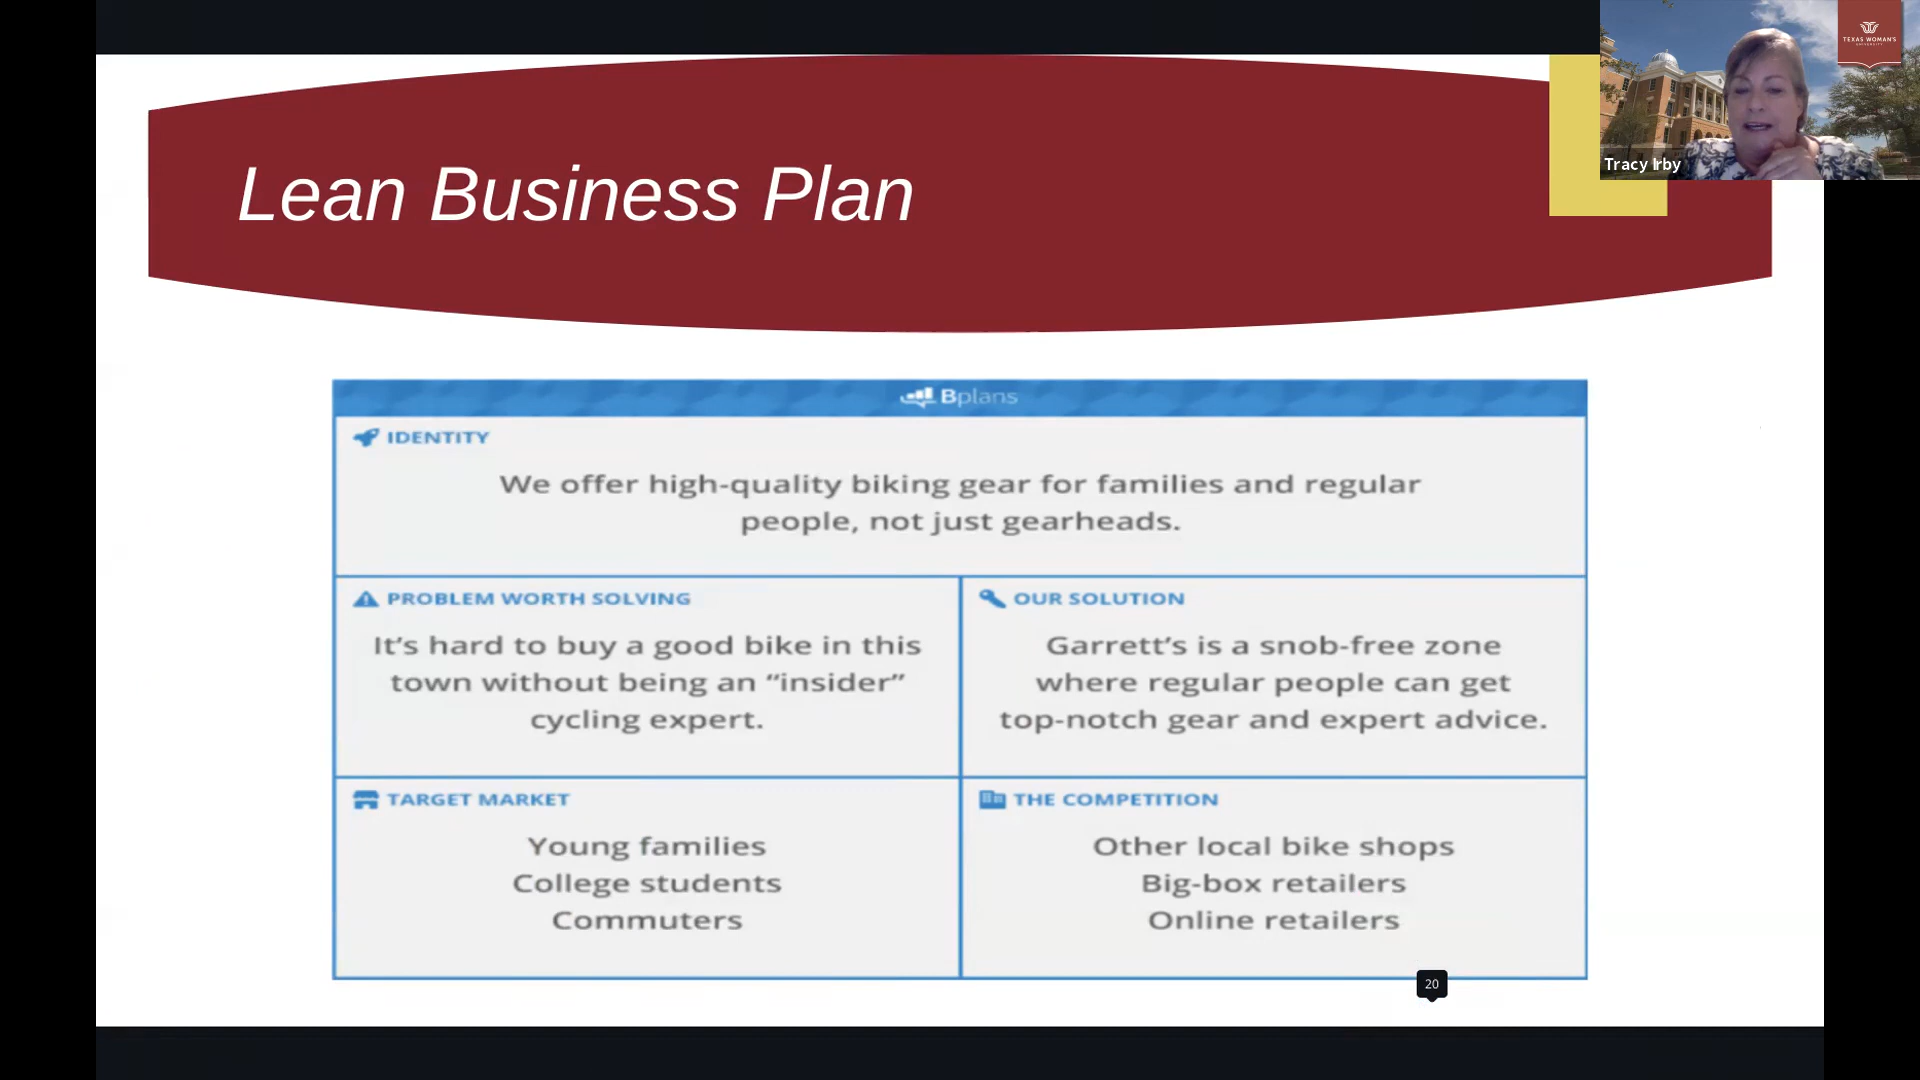 TEXAS WOMAN'S
UNIVERSITY
Tracy Irby
Lean Business Plan
Bplans
IDENTITY
We offer high-quality biking gear for families and regular
people, not just gearheads.
PROBLEM WORTH SOLVING
It’s hard to buy a good bike in this
town without being an “insider”
cycling expert.
OUR SOLUTION
Garrett’s is a snob-free zone
where regular people can get
top-notch gear and expert advice.
TARGET MARKET
Young families
College students
Commuters
THE COMPETITION
Other local bike shops
Big-box retailers
Online retailers
20